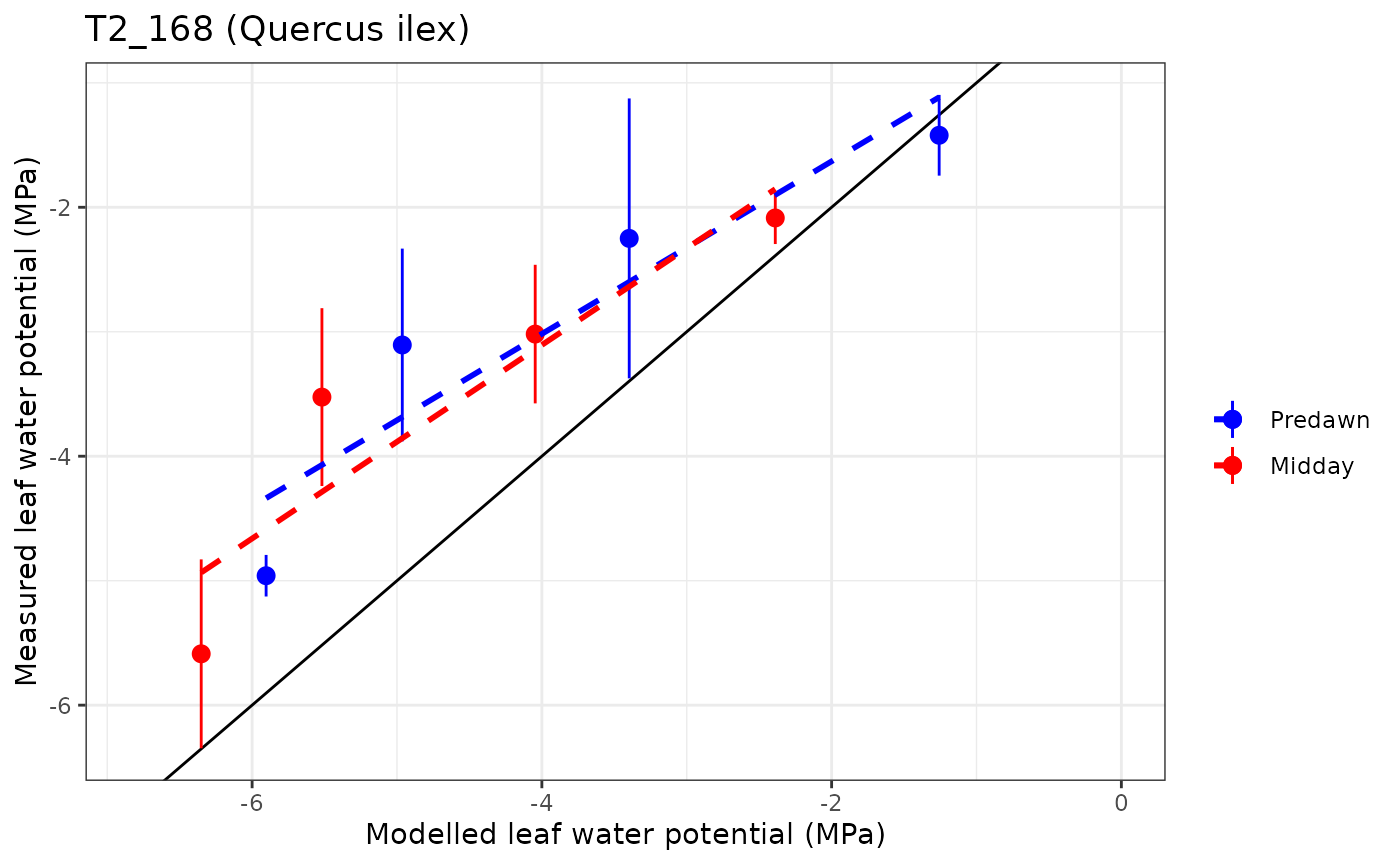 T2_168 (Quercus ilex)
Measured leaf water potential (MPa)
-2
-4
-6
-6
-4
-2
0
Modelled leaf water potential (MPa)
Predawn
Midday